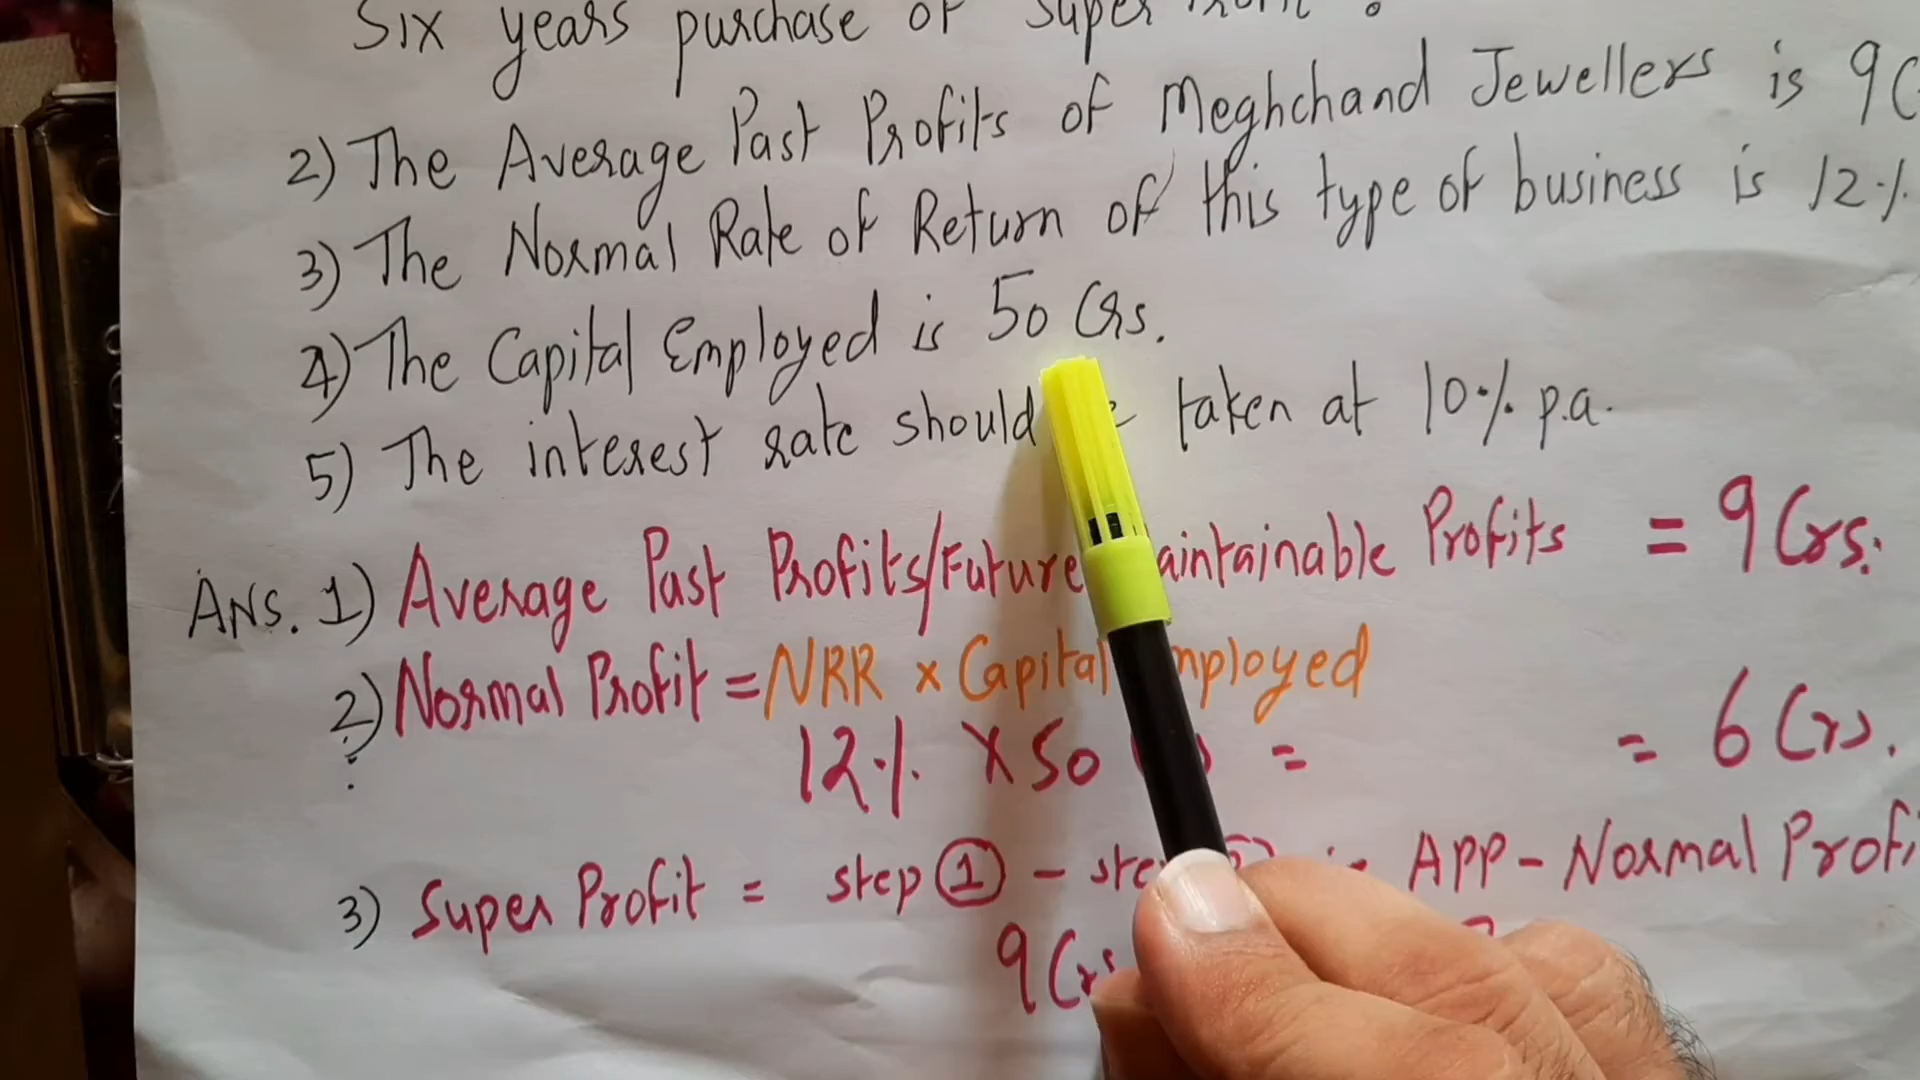 Six years purchase of Super
2) The Average Past Profits of Meghchand Jewellers is 9
3) The Normal Rate of Return of this type of business is 12%
4) The Capital Employed is 50 Crs.
5) The interest rate should taken at 10% p.a.
Ans. 1) Average Past Profits/Future aintainable Profits = 9 Crs.
2) Normal Profit = NRR x Capital mployed
12% X 50 = = 6 Crs.
3) Super Profit = step 1 - ste APP - Normal Profi
9 Crs